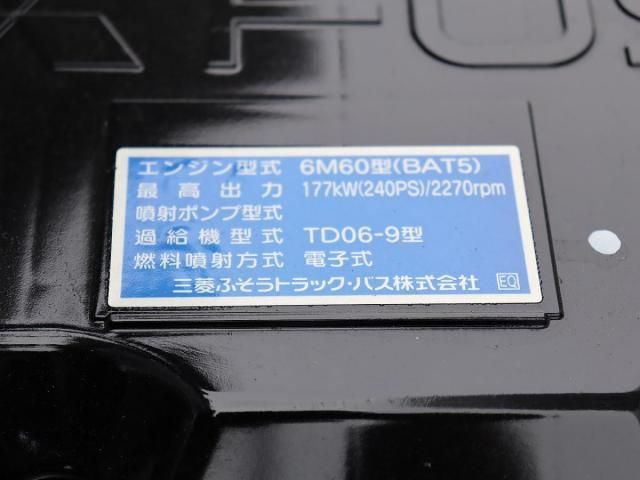 エンジン型式 6M60型(BAT5)
最高出力 177kW(240PS)/2270rpm
噴射ポンプ型式
過給機型式 TD06-9型
燃料噴射方式 電子式
三菱ふそうトラック・バス株式会社 EQ